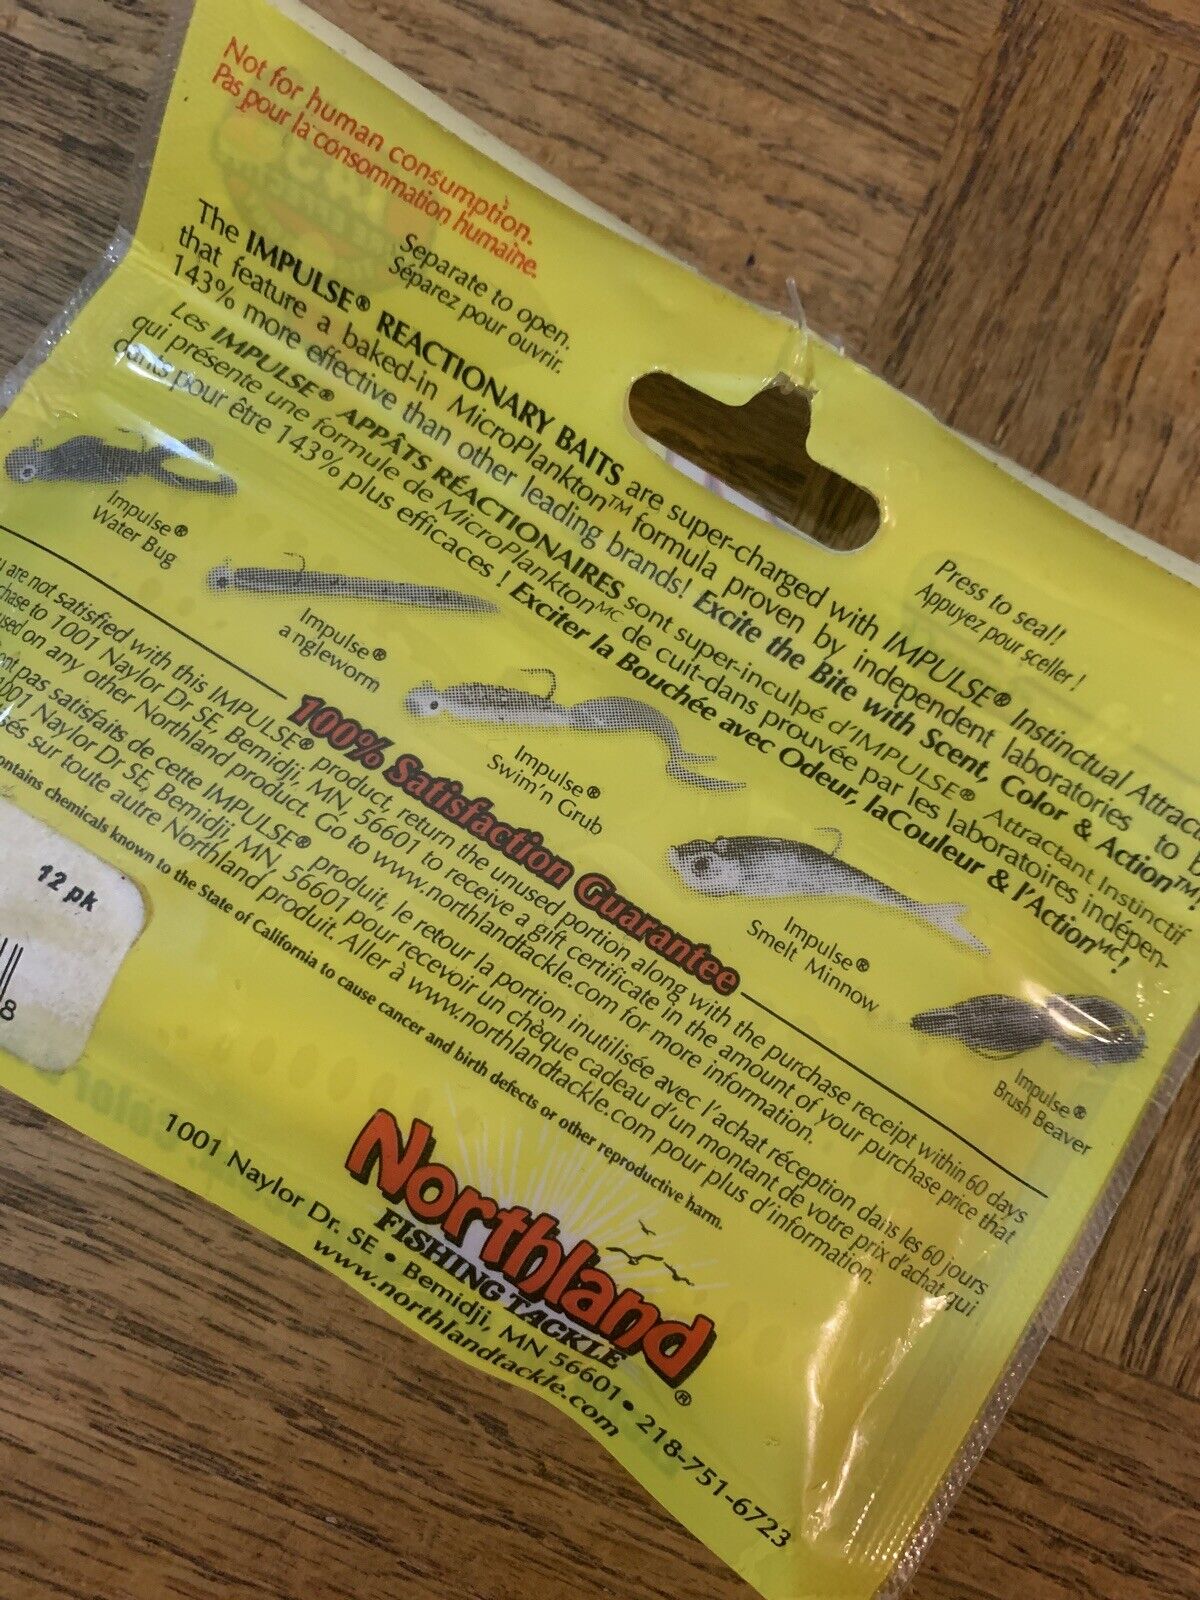 Not for human consumption.
Pas pour la consommation humaine.
Separate to open.
Séparez pour ouvrir.
Press to seal!
Appuyez pour sceller !
The IMPULSE® REACTIONARY BAITS are super-charged with IMPULSE® Instinctual
that feature a baked-in MicroPlankton™ formula proven by independent laboratories to
143% more effective than other leading brands! Excite the Bite with Scent, Color & Action™!
Les IMPULSE® APPÂTS RÉACTIONAIRES sont super-inculpé d'IMPULSE® Attractant Instinctif
qui présente une formule de MicroPlankton MC de cuit-dans prouvée par les laboratoires indépen-
dants pour être 143% plus efficaces ! Exciter la Bouchée avec Odeur, laCouleur & l'Action MC!
Impulse®
Water Bug
Impulse®
angleworm
Impulse®
Swim'n Grub
Impulse®
Smelt Minnow
Impulse®
Brush Beaver
100% Satisfaction Guarantee
are not satisfied with this IMPULSE® product, return the unused portion along with the purchase receipt within 60 days
to 1001 Naylor Dr SE, Bemidji, MN, 56601 to receive a gift certificate in the amount of your purchase price that
on any other Northland product. Go to www.northlandtackle.com for more information.
pas satisfaits de cette IMPULSE® produit, le retour la portion inutilisée avec l'achat réception dans les 60 jours
1001 Naylor Dr SE, Bemidji, MN, 56601 pour recevoir un chèque cadeau d'un montant de votre prix d'achat qui
sur toute autre Northland produit. Aller à www.northlandtackle.com pour plus d'information.
contains chemicals known to the State of California to cause cancer and birth defects or other reproductive harm.
12 pk
8
Northland®
FISHING TACKLE
1001 Naylor Dr. SE • Bemidji, MN 56601 • 218-751-6723
www.northlandtackle.com